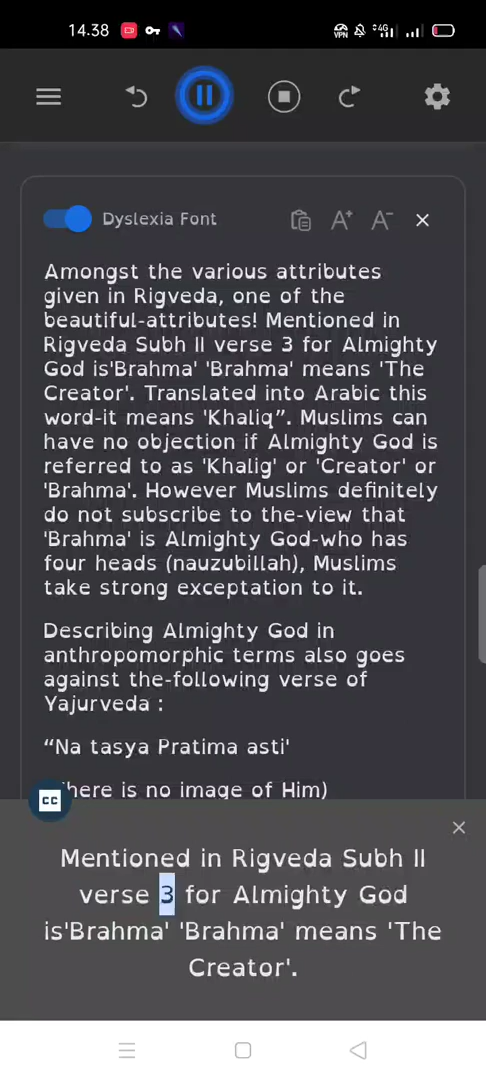 14.38
VPN
4G
Dyslexia Font
A+
A-
Amongst the various attributes
given in Rigveda, one of the
beautiful-attributes! Mentioned in
Rigveda Subh II verse 3 for Almighty
God is'Brahma' 'Brahma' means 'The
Creator'. Translated into Arabic this
word-it means 'Khaliq”. Muslims can
have no objection if Almighty God is
referred to as 'Khalig' or 'Creator' or
'Brahma'. However Muslims definitely
do not subscribe to the-view that
'Brahma' is Almighty God-who has
four heads (nauzubillah), Muslims
take strong exceptation to it.
Describing Almighty God in
anthropomorphic terms also goes
against the-following verse of
Yajurveda :
“Na tasya Pratima asti'
here is no image of Him)
CC
Mentioned in Rigveda Subh II
verse 3 for Almighty God
is'Brahma' 'Brahma' means 'The
Creator'.